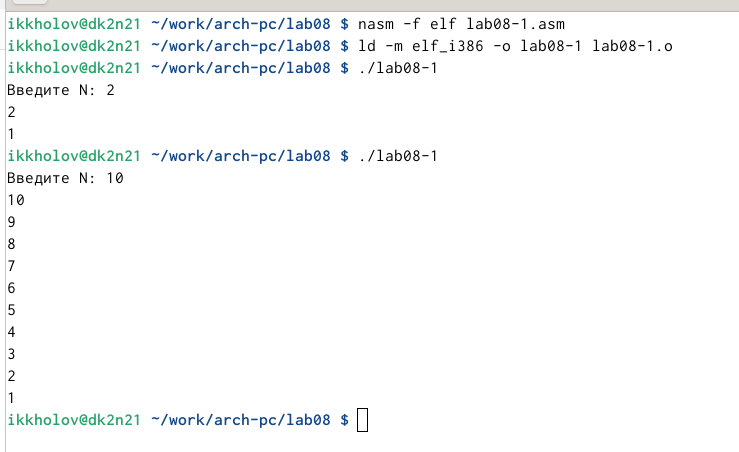 ikkholov@dk2n21 ~/work/arch-pc/lab08 $ nasm -f elf lab08-1.asm
ikkholov@dk2n21 ~/work/arch-pc/lab08 $ ld -m elf_i386 -o lab08-1 lab08-1.o
ikkholov@dk2n21 ~/work/arch-pc/lab08 $ ./lab08-1
Введите N: 2
2
1
ikkholov@dk2n21 ~/work/arch-pc/lab08 $ ./lab08-1
Введите N: 10
10
9
8
7
6
5
4
3
2
1
ikkholov@dk2n21 ~/work/arch-pc/lab08 $